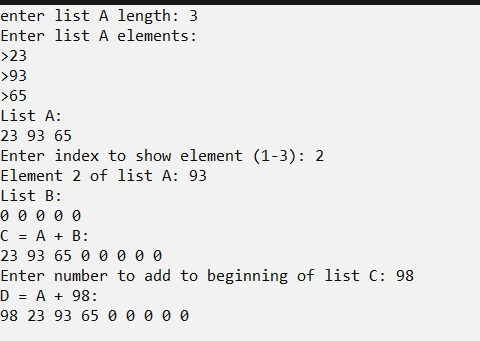 enter list A length: 3
Enter list A elements:
>23
>93
>65
List A:
23 93 65
Enter index to show element (1-3): 2
Element 2 of list A: 93
List B:
0 0 0 0 0
C = A + B:
23 93 65 0 0 0 0 0
Enter number to add to beginning of list C: 98
D = A + 98:
98 23 93 65 0 0 0 0 0